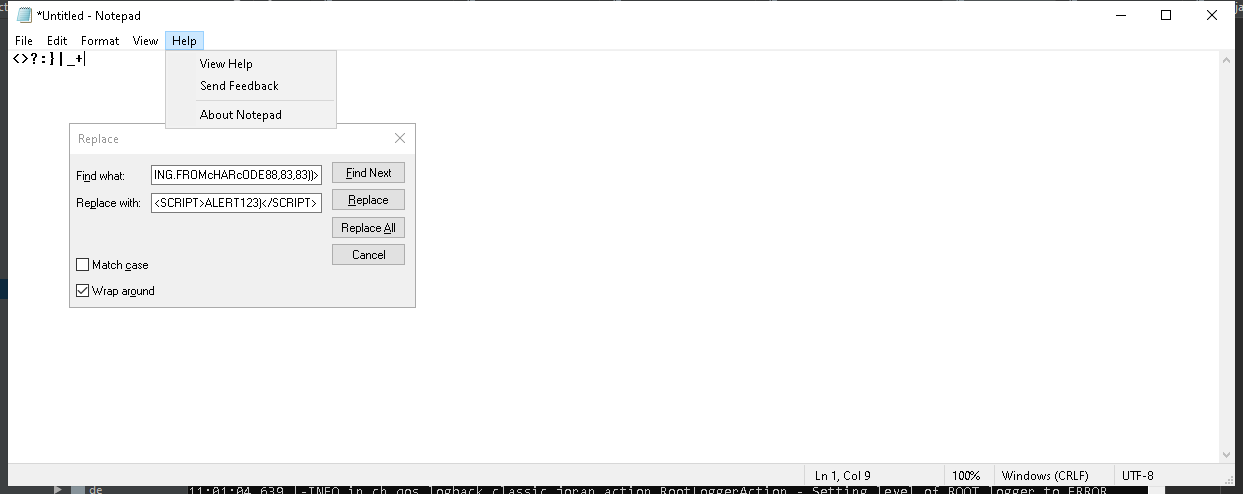 *Untitled - Notepad
File Edit Format View Help
<>?:}|_+
View Help
Send Feedback
About Notepad
Replace
Find what: ING.FROMcHARcODE88,83,83))> Find Next
Replace with: <SCRIPT>ALERT123)</SCRIPT> Replace
Replace All
Cancel
Match case
Wrap around
Ln 1, Col 9 100% Windows (CRLF) UTF-8
de 11:01:04,639 |-INFO in ch.qos.logback.classic.joran.action.RootLoggerAction - Setting level of ROOT logger to ERROR